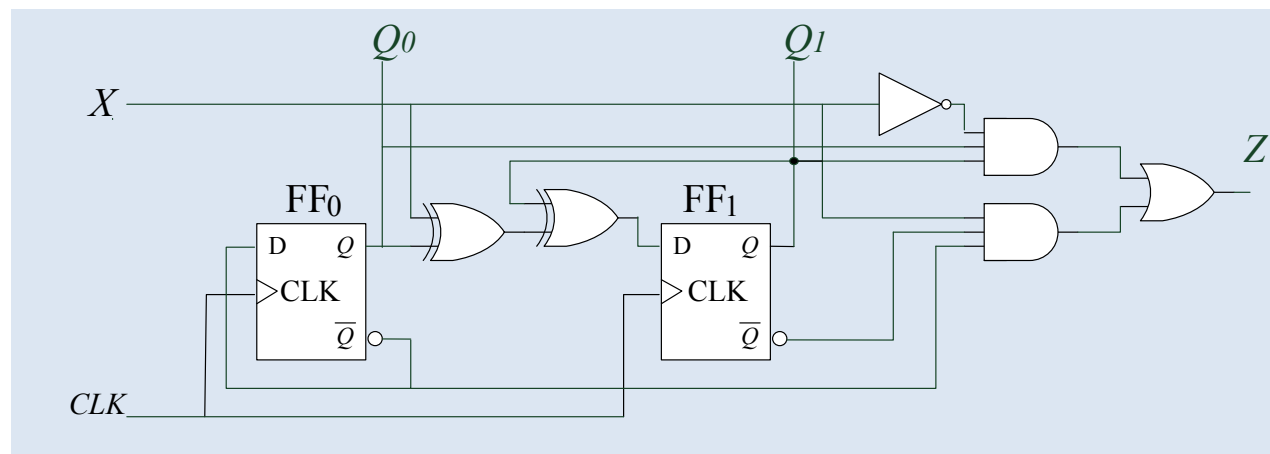 Q0 Q1
X
Z
FF0 FF1
D Q D Q
CLK CLK
Q Q
CLK